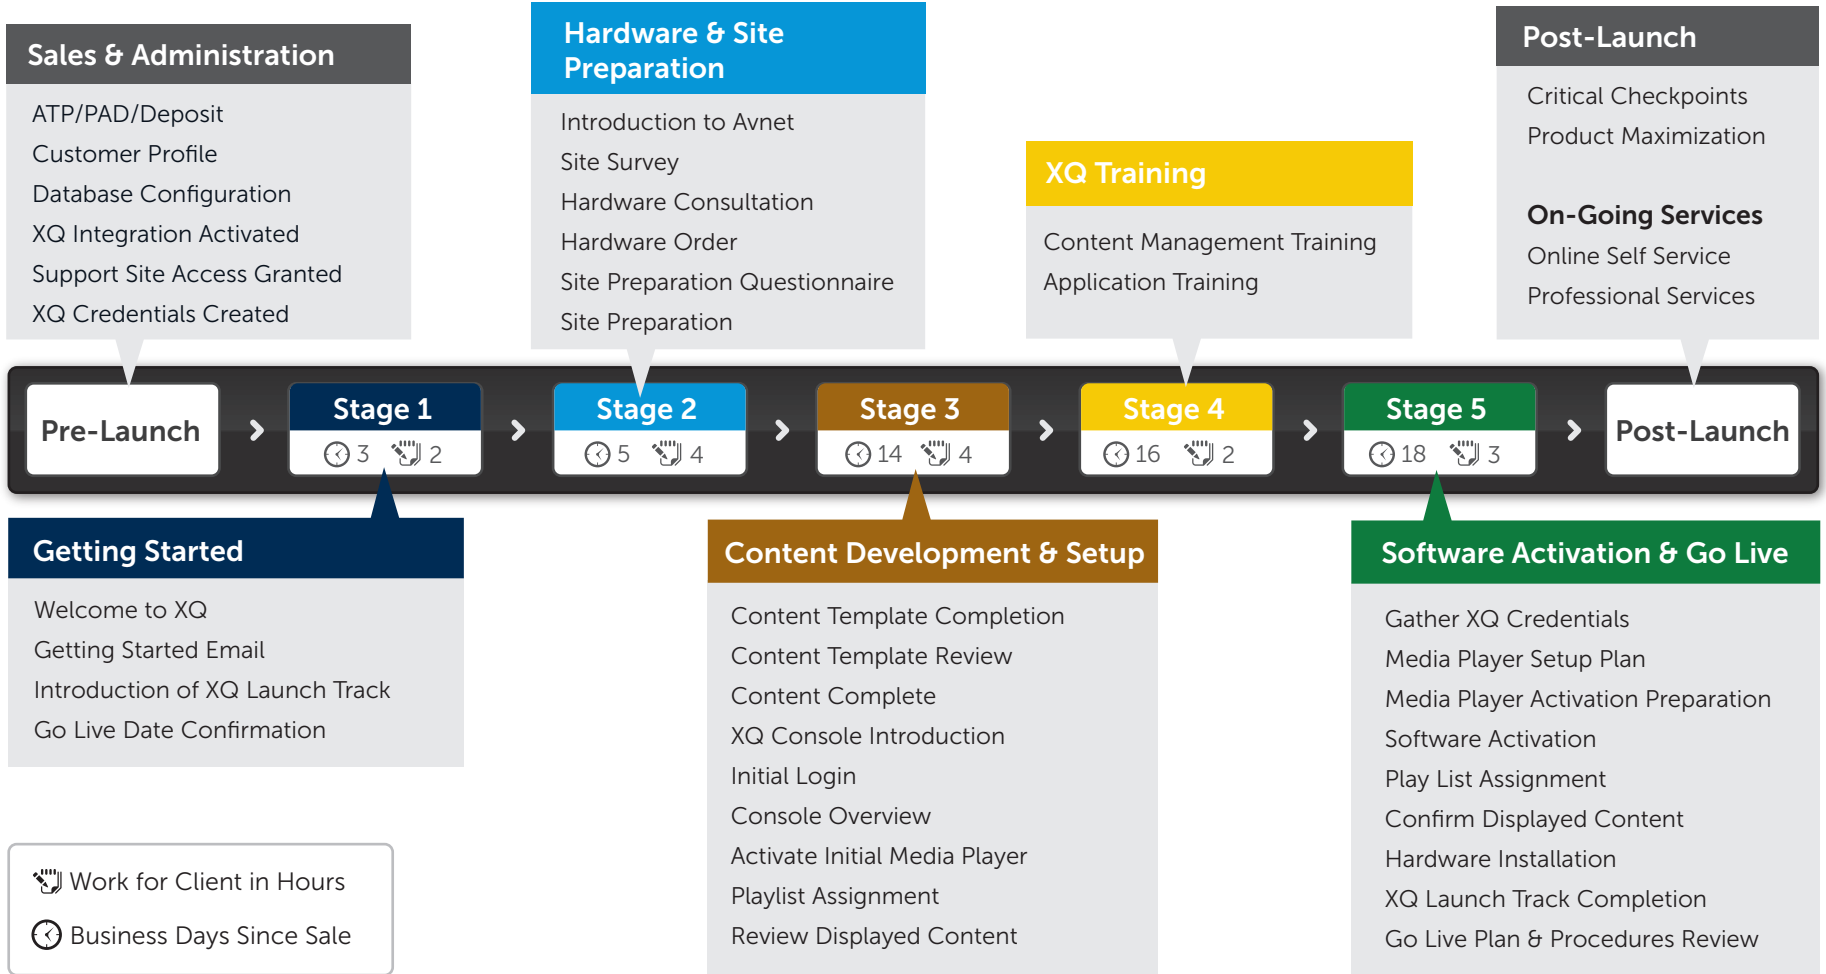 Sales & Administration
ATP/PAD/Deposit
Customer Profile
Database Configuration
XQ Integration Activated
Support Site Access Granted
XQ Credentials Created
Hardware & Site
Preparation
Introduction to Avnet
Site Survey
Hardware Consultation
Hardware Order
Site Preparation Questionnaire
Site Preparation
XQ Training
Content Management Training
Application Training
Post-Launch
Critical Checkpoints
Product Maximization
On-Going Services
Online Self Service
Professional Services
Pre-Launch
Stage 1
3 2
Stage 2
5 4
Stage 3
14 4
Stage 4
16 2
Stage 5
18 3
Post-Launch
Getting Started
Welcome to XQ
Getting Started Email
Introduction of XQ Launch Track
Go Live Date Confirmation
Content Development & Setup
Content Template Completion
Content Template Review
Content Complete
XQ Console Introduction
Initial Login
Console Overview
Activate Initial Media Player
Playlist Assignment
Review Displayed Content
Software Activation & Go Live
Gather XQ Credentials
Media Player Setup Plan
Media Player Activation Preparation
Software Activation
Play List Assignment
Confirm Displayed Content
Hardware Installation
XQ Launch Track Completion
Go Live Plan & Procedures Review
Work for Client in Hours
Business Days Since Sale